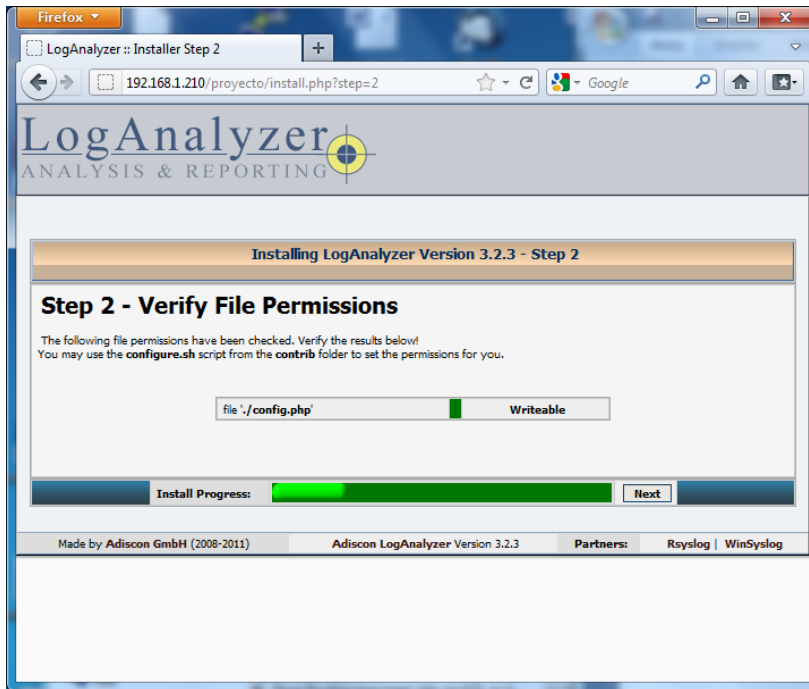 Firefox
LogAnalyzer :: Installer Step 2
192.168.1.210/proyecto/install.php?step=2
Google
LogAnalyzer
ANALYSIS & REPORTING
Installing LogAnalyzer Version 3.2.3 - Step 2
Step 2 - Verify File Permissions
The following file permissions have been checked. Verify the results below!
You may use the configure.sh script from the contrib folder to set the permissions for you.
file './config.php' Writeable
Install Progress: Next
Made by Adiscon GmbH (2008-2011) Adiscon LogAnalyzer Version 3.2.3 Partners: Rsyslog | WinSyslog